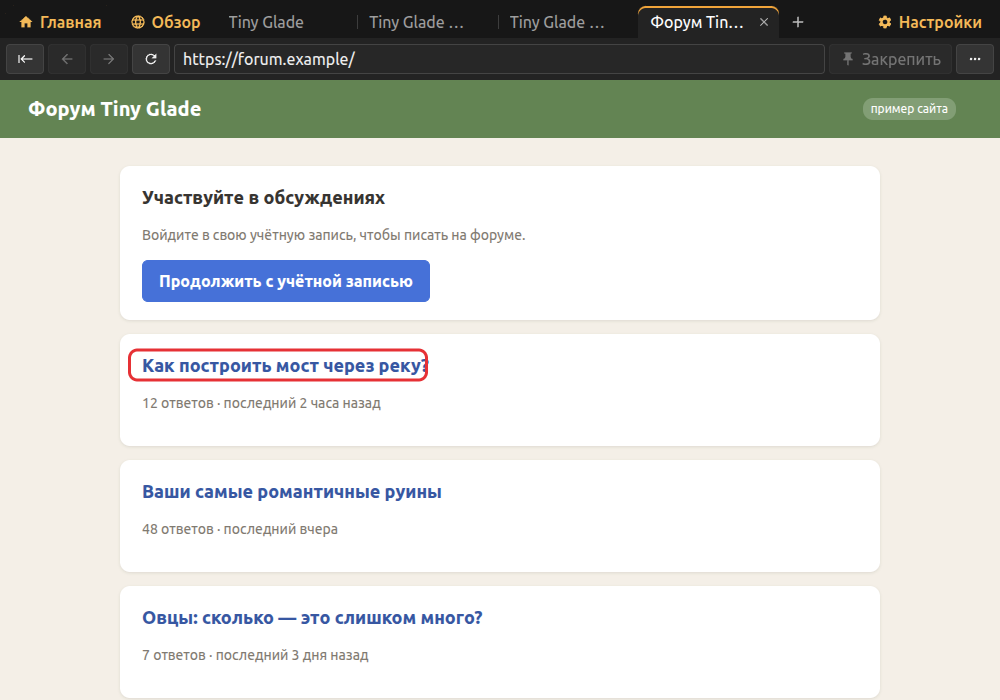 Главная
Обзор
Tiny Glade
Tiny Glade ...
Tiny Glade ...
Форум Tin...
Настройки
https://forum.example/
Закрепить
Форум Tiny Glade
пример сайта
Участвуйте в обсуждениях
Войдите в свою учётную запись, чтобы писать на форуме.
Продолжить с учётной записью
Как построить мост через реку?
12 ответов · последний 2 часа назад
Ваши самые романтичные руины
48 ответов · последний вчера
Овцы: сколько — это слишком много?
7 ответов · последний 3 дня назад